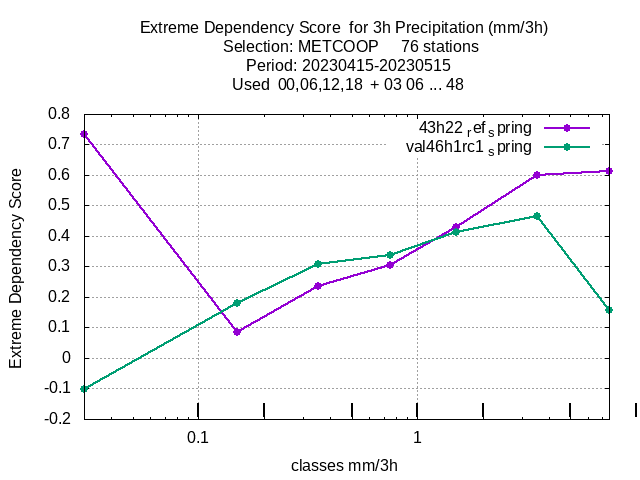 Extreme Dependency Score for 3h Precipitation (mm/3h)
Selection: METCOOP 76 stations
Period: 20230415-20230515
Used 00,06,12,18 + 03 06 ... 48
43h22 ref spring
val46h1rc1 spring
0.8
0.7
0.6
0.5
0.4
0.3
0.2
0.1
0
-0.1
-0.2
Extreme Dependency Score
0.1 1
classes mm/3h